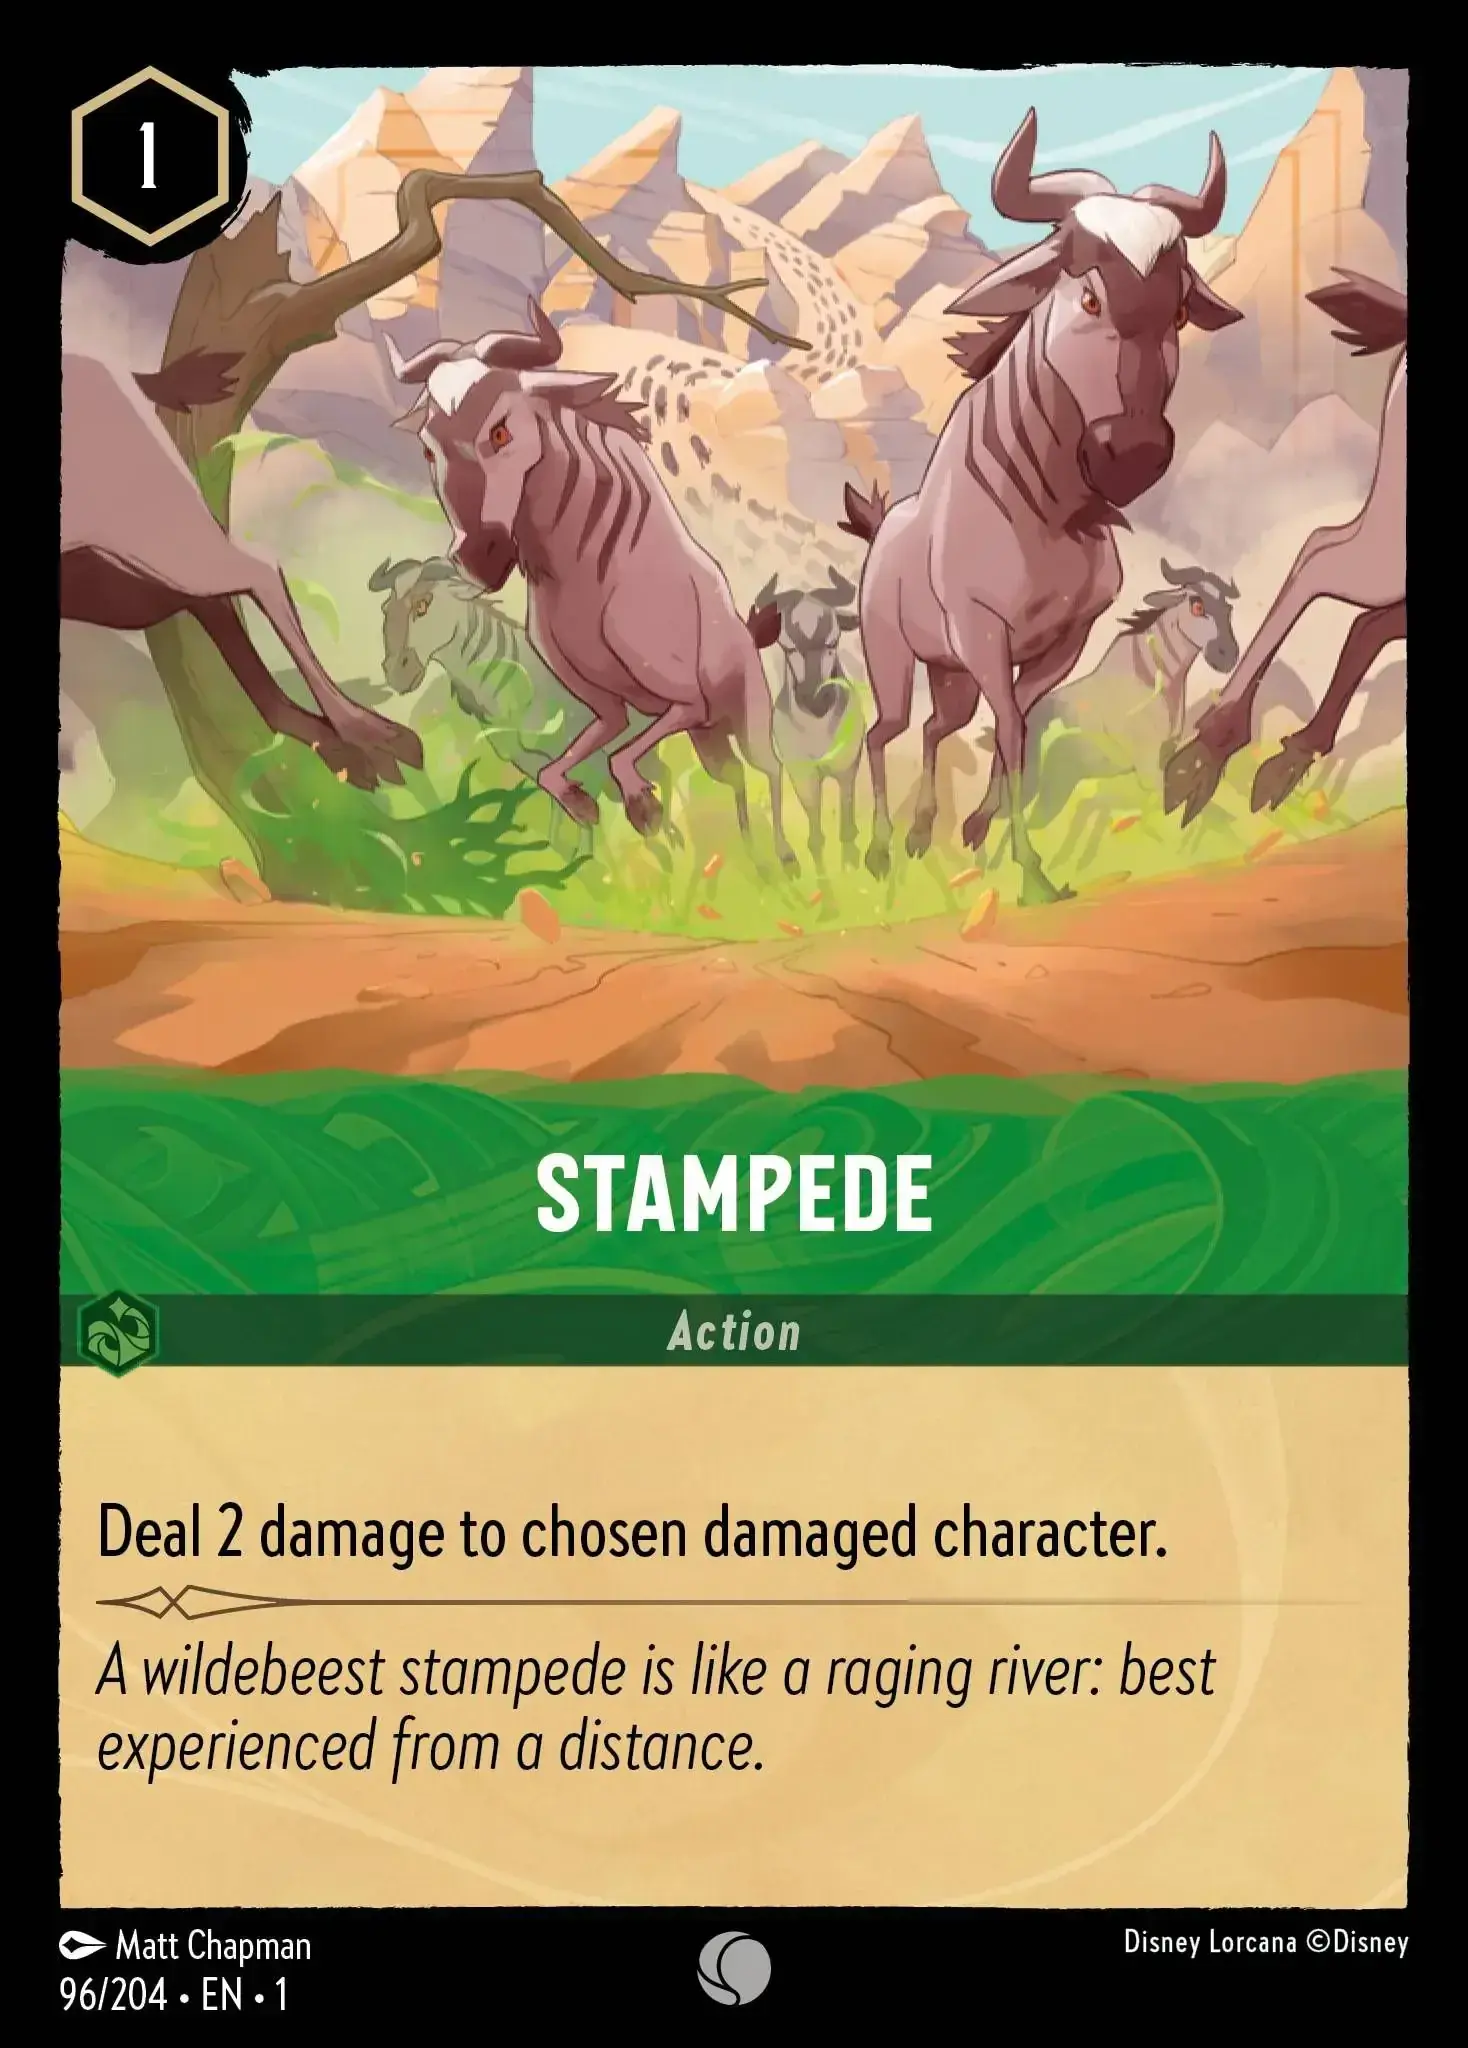 1
STAMPEDE
Action
Deal 2 damage to chosen damaged character.
A wildebeest stampede is like a raging river: best
experienced from a distance.
Matt Chapman
Disney Lorcana ©Disney
96/204 • EN • 1